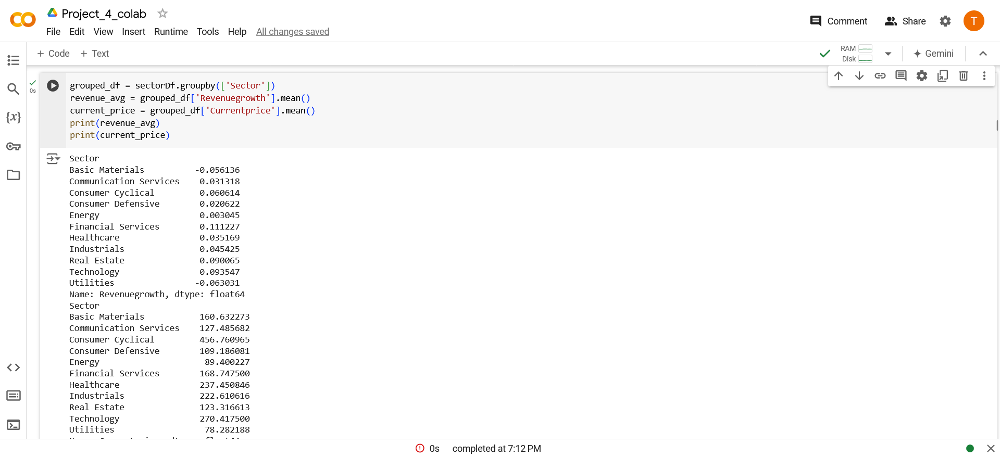 Project_4_colab
File Edit View Insert Runtime Tools Help All changes saved
Comment Share T
+ Code + Text
RAM
Disk
Gemini
0s
grouped_df = sectorDf.groupby(['Sector'])
revenue_avg = grouped_df['Revenuegrowth'].mean()
current_price = grouped_df['Currentprice'].mean()
print(revenue_avg)
print(current_price)
{x}
Sector
Basic Materials -0.056136
Communication Services 0.031318
Consumer Cyclical 0.060614
Consumer Defensive 0.020622
Energy 0.003045
Financial Services 0.111227
Healthcare 0.035169
Industrials 0.045425
Real Estate 0.090065
Technology 0.093547
Utilities -0.063031
Name: Revenuegrowth, dtype: float64
Sector
Basic Materials 160.632273
Communication Services 127.485682
Consumer Cyclical 456.760965
Consumer Defensive 109.186081
Energy 89.400227
Financial Services 168.747500
Healthcare 237.450846
Industrials 222.610616
Real Estate 123.316613
Technology 270.417500
Utilities 78.282188
0s completed at 7:12 PM